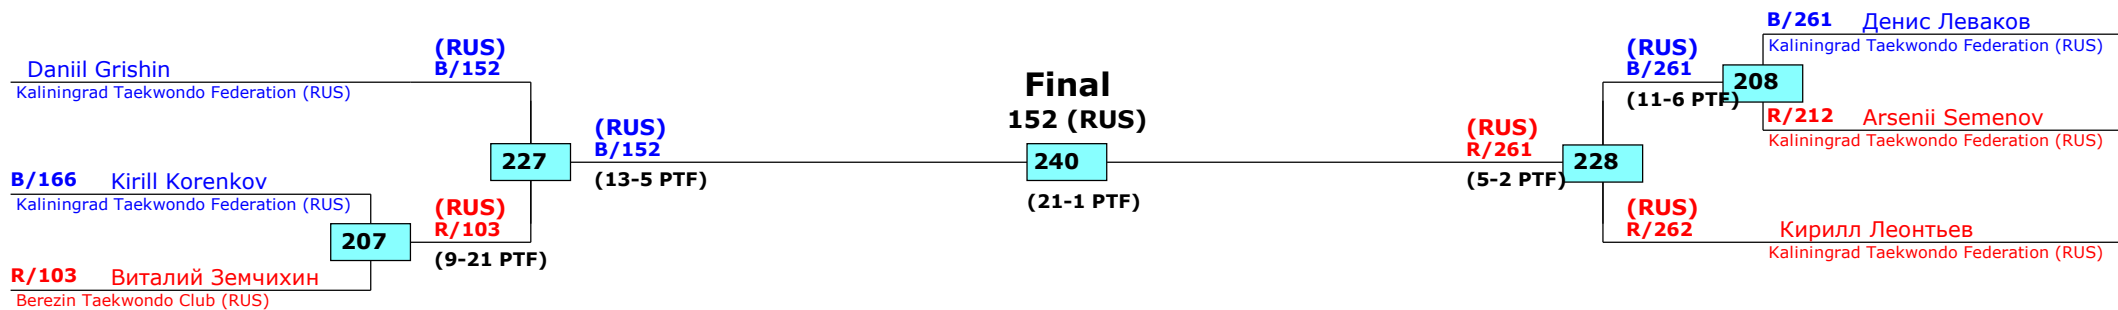 Daniil Grishin
Kaliningrad Taekwondo Federation (RUS)
(RUS)
B/152
B/166 Kirill Korenkov
Kaliningrad Taekwondo Federation (RUS)
207
R/103 Виталий Земчихин
Berezin Taekwondo Club (RUS)
(RUS)
R/103
(9-21 PTF)
227
(RUS)
B/152
(13-5 PTF)
Final
152 (RUS)
240
(21-1 PTF)
(RUS)
R/261
(5-2 PTF)
228
(RUS)
B/261
(11-6 PTF)
208
B/261 Денис Леваков
Kaliningrad Taekwondo Federation (RUS)
R/212 Arsenii Semenov
Kaliningrad Taekwondo Federation (RUS)
(RUS)
R/262
Кирилл Леонтьев
Kaliningrad Taekwondo Federation (RUS)